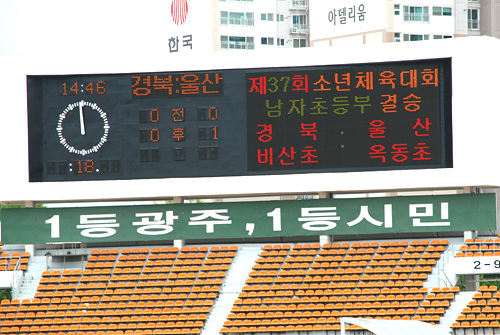 한국
아델리움
14:46
경북:울산
0 전 0
0 후 1
:18.
제37회 소년체육대회
남자초등부 결승
경 북 : 울 산
비산초 : 옥동초
1등광주,1등시민
2-9